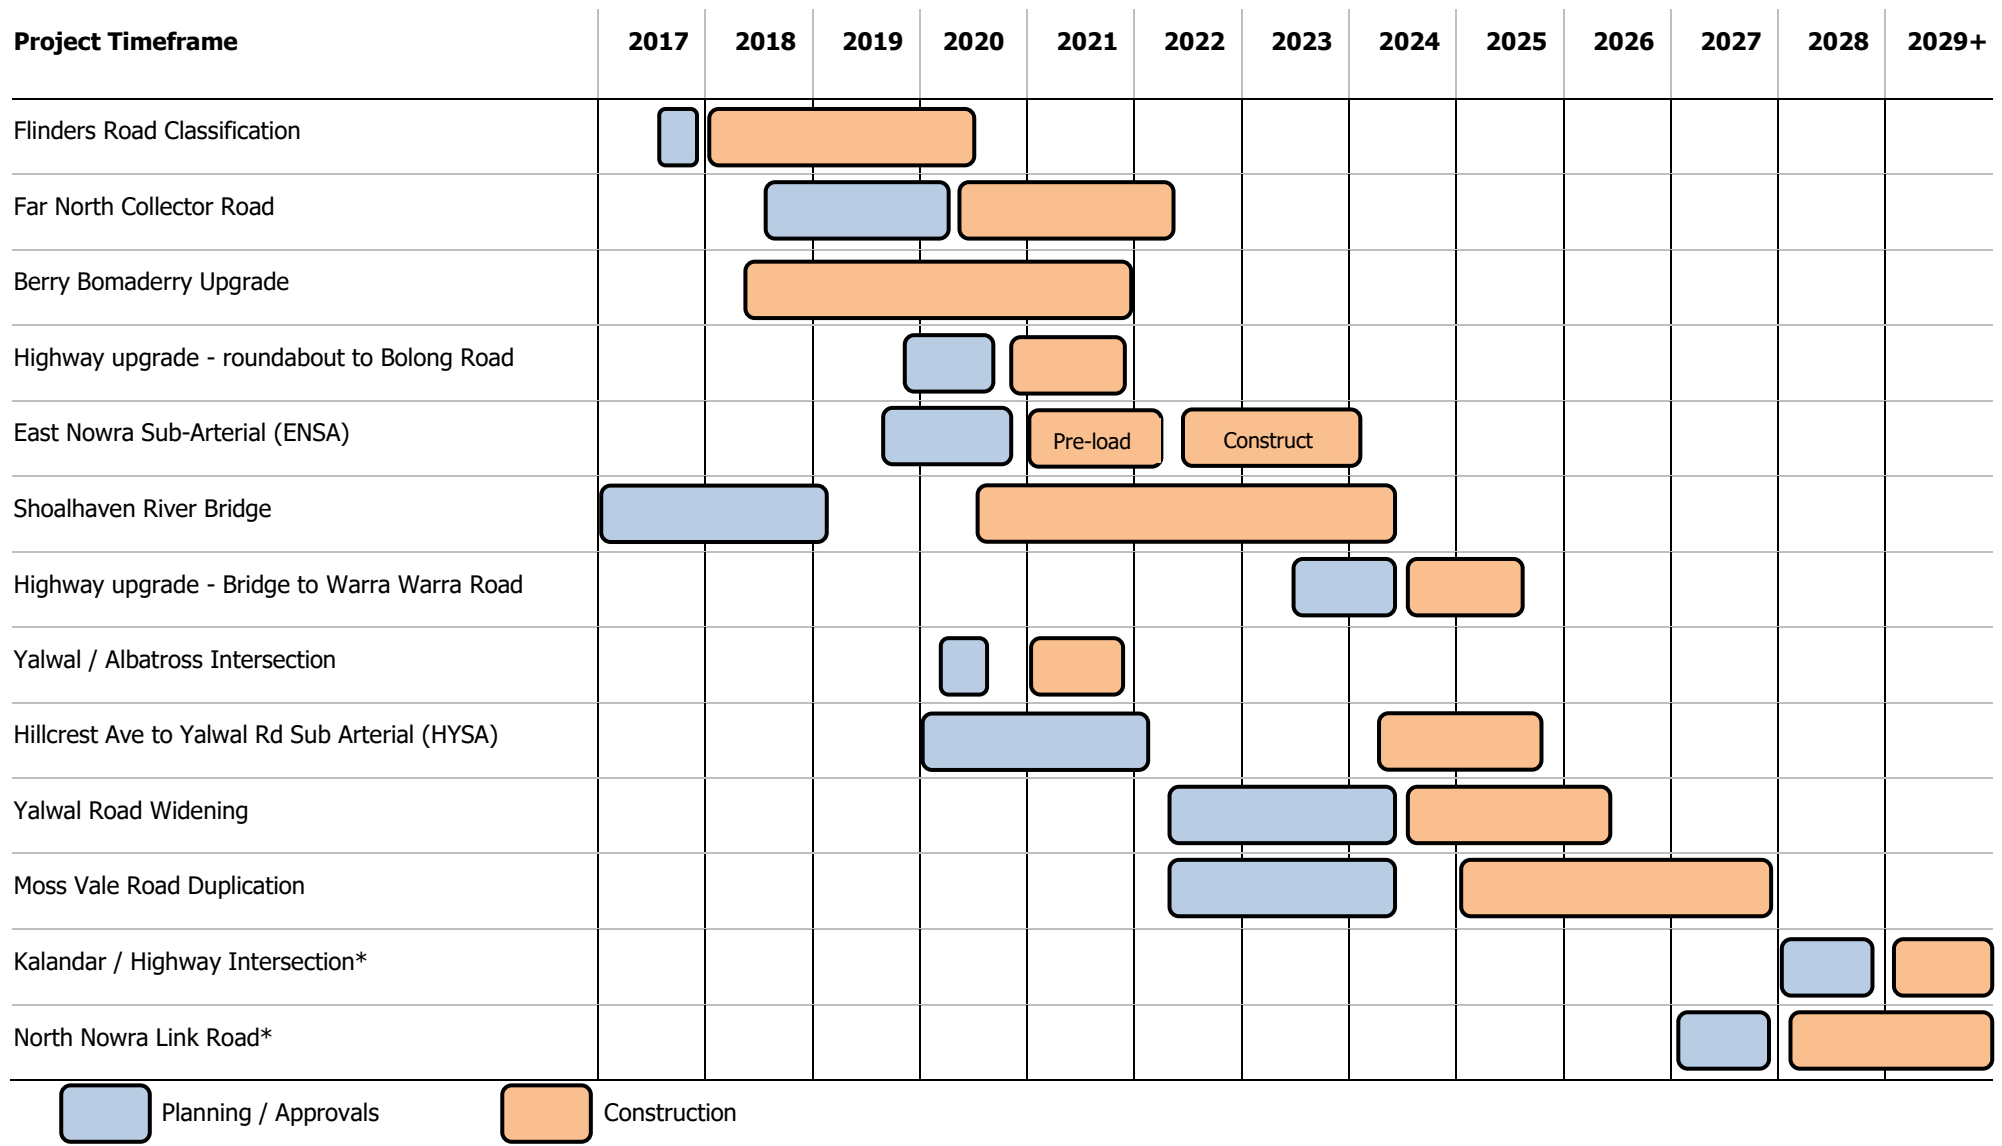 Project Timeframe 2017 2018 2019 2020 2021 2022 2023 2024 2025 2026 2027 2028 2029+
Flinders Road Classification
Far North Collector Road
Berry Bomaderry Upgrade
Highway upgrade - roundabout to Bolong Road
East Nowra Sub-Arterial (ENSA) Pre-load Construct
Shoalhaven River Bridge
Highway upgrade - Bridge to Warra Warra Road
Yalwal / Albatross Intersection
Hillcrest Ave to Yalwal Rd Sub Arterial (HYSA)
Yalwal Road Widening
Moss Vale Road Duplication
Kalandar / Highway Intersection*
North Nowra Link Road*
Planning / Approvals Construction